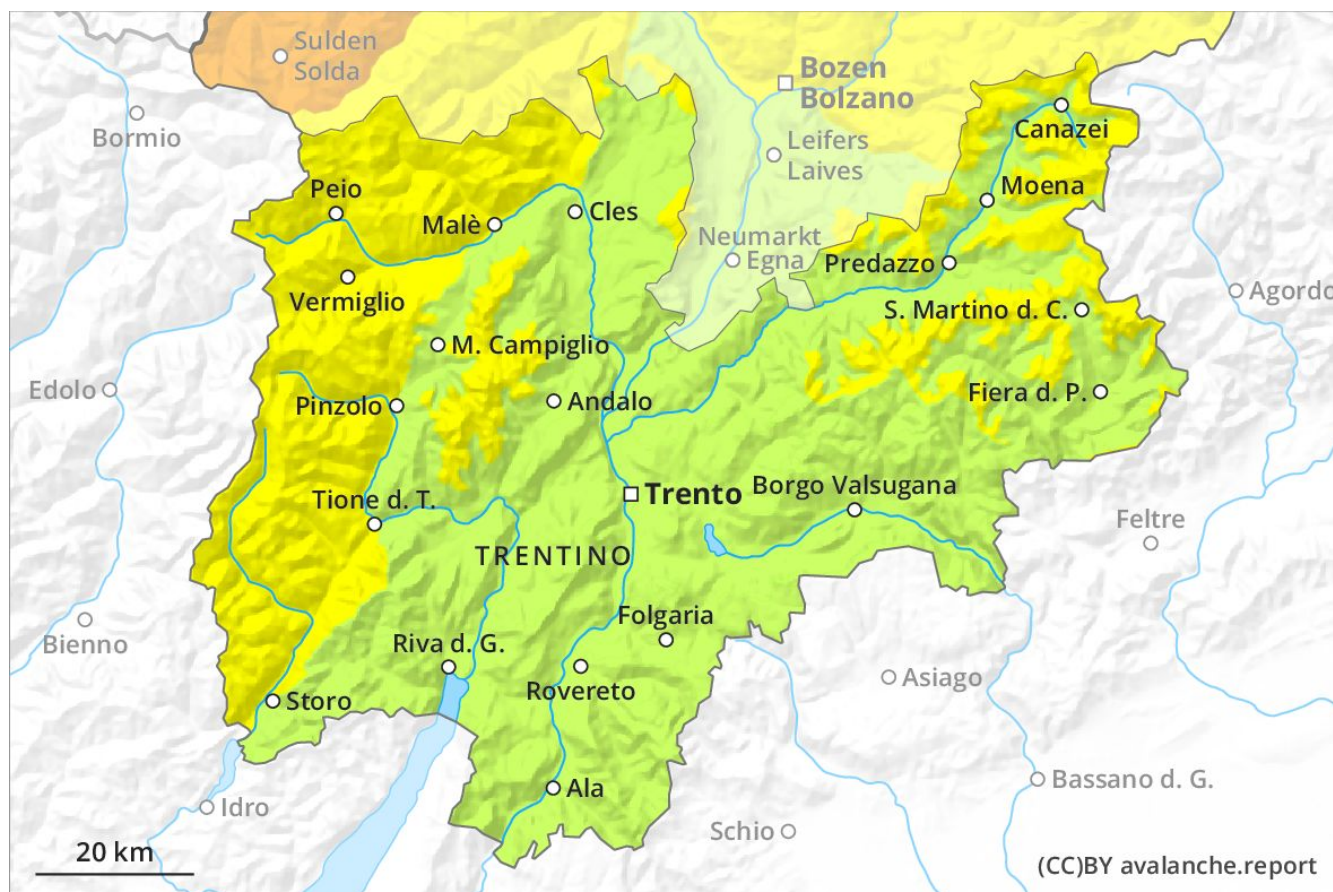 Sulden
Solda
Bozen
Bolzano
Bormio
Canazei
Leifers
Laives
Peio
Moena
Malè
Cles
Neumarkt
Egna
Predazzo
Vermiglio
S. Martino d. C.
Agordo
M. Campiglio
Edolo
Pinzolo
Andalo
Fiera d. P.
Trento
Borgo Valsugana
Tione d. T.
Feltre
TRENTINO
Bienno
Folgaria
Riva d. G.
Asiago
Rovereto
Storo
Bassano d. G.
Ala
Idro
Schio
20 km
(CC)BY avalanche.report